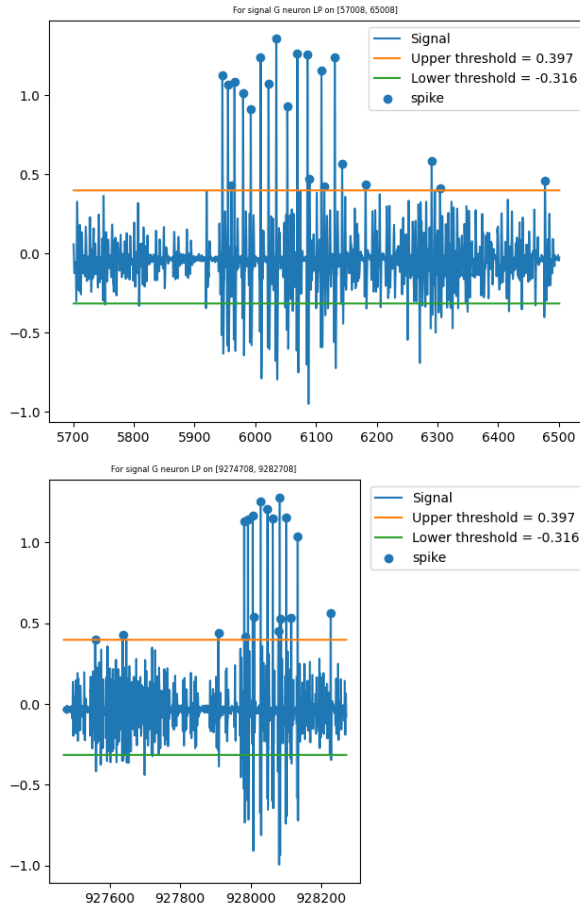 For signal G neuron LP on [57008, 65008]
Signal
Upper threshold = 0.397
Lower threshold = -0.316
spike
1.0
0.5
0.0
−0.5
−1.0
5700 5800 5900 6000 6100 6200 6300 6400 6500
For signal G neuron LP on [9274708, 9282708]
Signal
Upper threshold = 0.397
Lower threshold = -0.316
spike
1.0
0.5
0.0
−0.5
−1.0
927600 927800 928000 928200